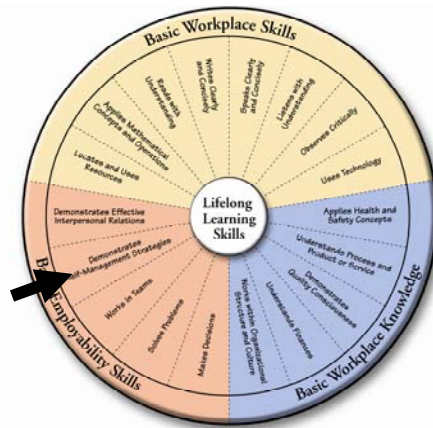 Basic Workplace Skills
Locates and Uses
Resources
Applies Mathematical
Concepts and Operations
Reads with
Understanding
Writes Clearly
and Concisely
Speaks Clearly
and Concisely
Listens with
Understanding
Observes Critically
Uses Technology
Lifelong
Learning
Skills
Applies Health and
Safety Concepts
Understands Process and
Product or Service
Demonstrates
Quality Consciousness
Understands Finances
Works within Organizational
Structure and Culture
Basic Workplace Knowledge
Demonstrates Effective
Interpersonal Relations
Demonstrates
Self-Management Strategies
Works in Teams
Solves Problems
Makes Decisions
Employability Skills